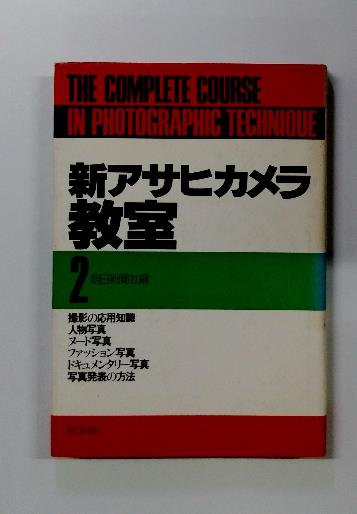 THE COMPLETE COURSE
IN PHOTOGRAPHIC TECHNIQUE
新アサヒカメラ
教室
2 朝日新聞社編
撮影の応用知識
人物写真
ヌード写真
ファッション写真
ドキュメンタリー写真
写真発表の方法